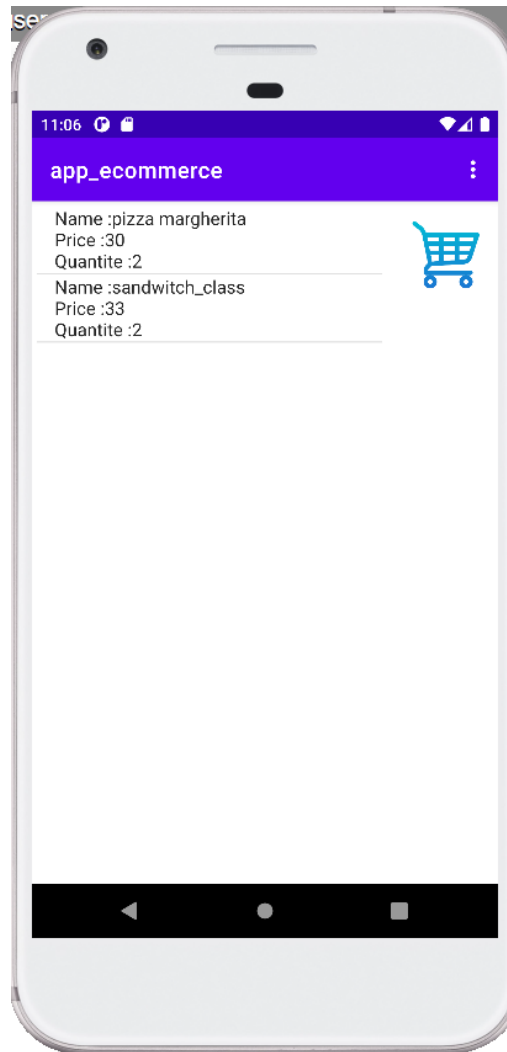 11:06
app_ecommerce
Name :pizza margherita
Price :30
Quantite :2
Name :sandwitch_class
Price :33
Quantite :2